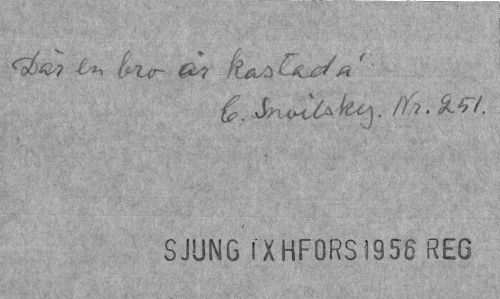 Där en bro är kastad å
C. Snoilsky. Nr. 251.
SJUNG IX HFORS 1956 REG